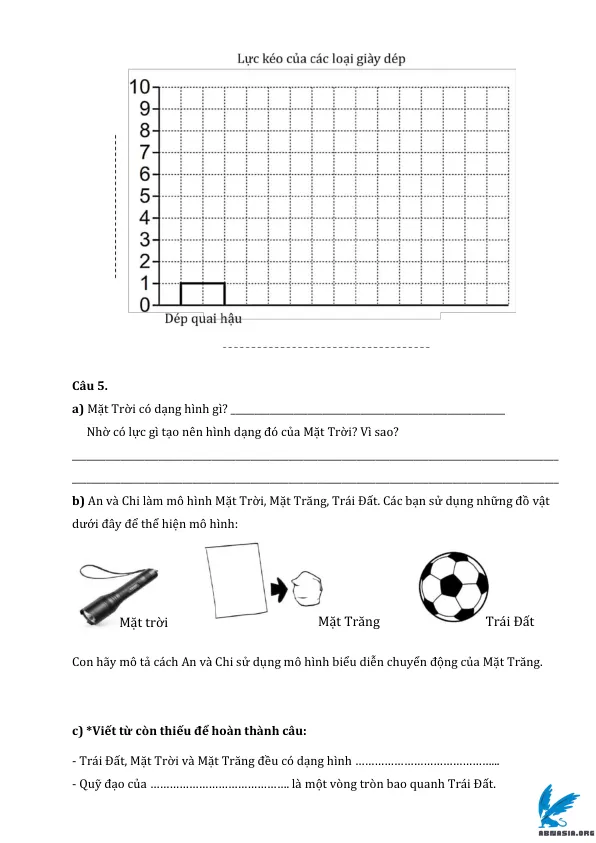 Lực kéo của các loại giày dép
10
9
8
7
6
5
4
3
2
1
0
Dép quai hậu
Câu 5.
a) Mặt Trời có dạng hình gì? ______________________________________________
Nhờ có lực gì tạo nên hình dạng đó của Mặt Trời? Vì sao?
b) An và Chi làm mô hình Mặt Trời, Mặt Trăng, Trái Đất. Các bạn sử dụng những đồ vật
dưới đây để thể hiện mô hình:
Mặt trời Mặt Trăng Trái Đất
Con hãy mô tả cách An và Chi sử dụng mô hình biểu diễn chuyển động của Mặt Trăng.
c) *Viết từ còn thiếu để hoàn thành câu:
- Trái Đất, Mặt Trời và Mặt Trăng đều có dạng hình ……………………………………...
- Quỹ đạo của ……………………………………. là một vòng tròn bao quanh Trái Đất.
ABNASIA.ORG